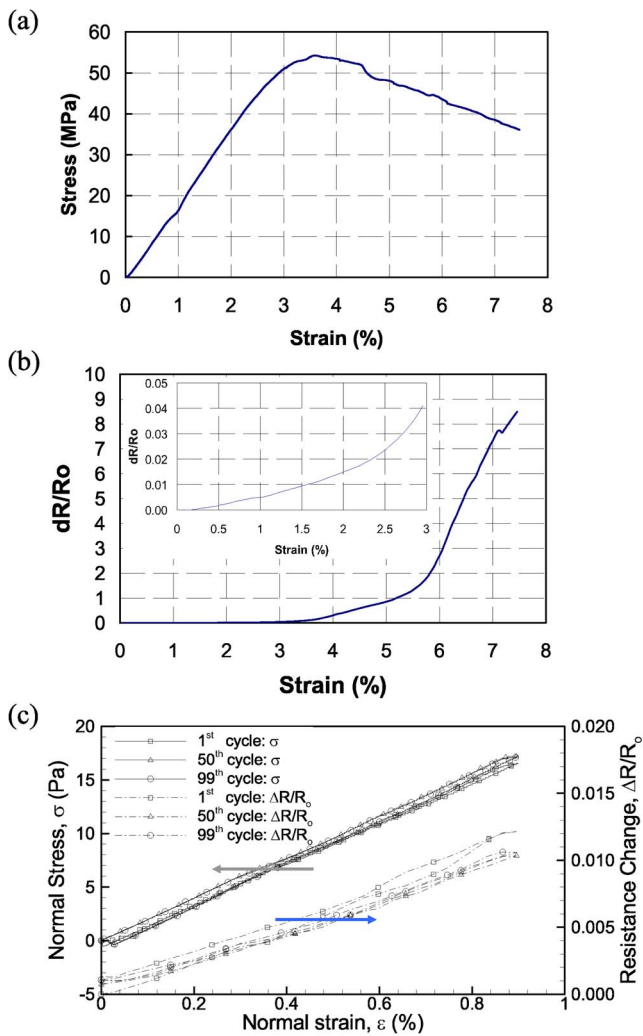 (a)
60
50
40
30
20
10
0
Stress (MPa)
0 1 2 3 4 5 6 7 8
Strain (%)
(b)
10
9
8
7
6
5
4
3
2
1
0
dR/Ro
0.05
0.04
0.03
0.02
0.01
0.00
dR/Ro
0 0.5 1 1.5 2 2.5 3
Strain (%)
0 1 2 3 4 5 6 7 8
Strain (%)
(c)
20
15
10
5
0
-5
Normal Stress, σ (Pa)
1st cycle: σ
50th cycle: σ
99th cycle: σ
1st cycle: ΔR/Ro
50th cycle: ΔR/Ro
99th cycle: ΔR/Ro
0.020
0.015
0.010
0.005
0.000
Resistance Change, ΔR/Ro
0 0.2 0.4 0.6 0.8 1
Normal strain, ε (%)